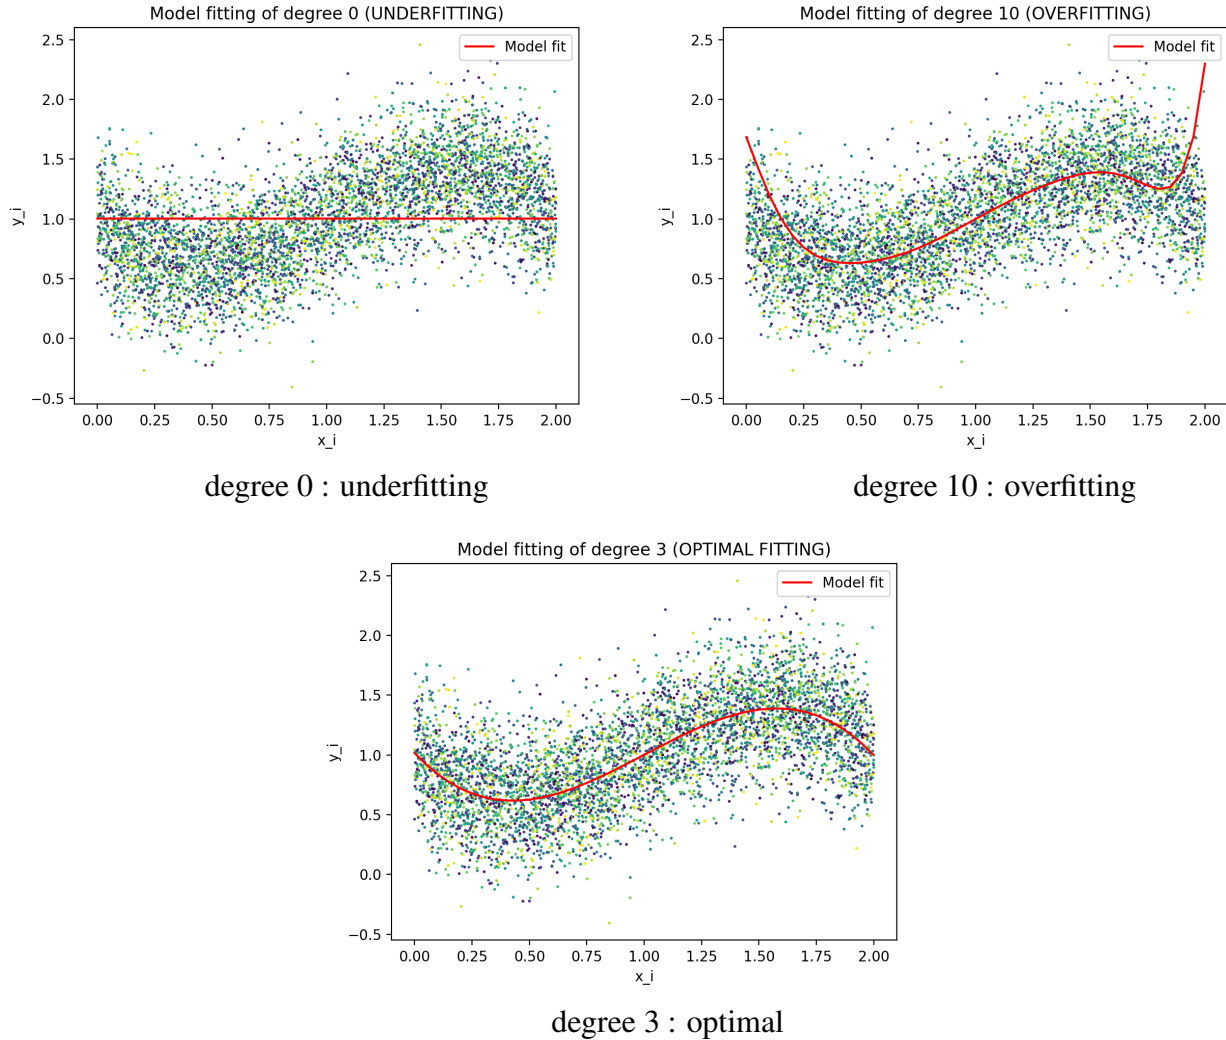 Model fitting of degree 0 (UNDERFITTING)
Model fit
2.5
2.0
1.5
1.0
0.5
0.0
−0.5
y_i
0.00 0.25 0.50 0.75 1.00 1.25 1.50 1.75 2.00
x_i
degree 0 : underfitting
Model fitting of degree 10 (OVERFITTING)
Model fit
2.5
2.0
1.5
1.0
0.5
0.0
−0.5
y_i
0.00 0.25 0.50 0.75 1.00 1.25 1.50 1.75 2.00
x_i
degree 10 : overfitting
Model fitting of degree 3 (OPTIMAL FITTING)
Model fit
2.5
2.0
1.5
1.0
0.5
0.0
−0.5
y_i
0.00 0.25 0.50 0.75 1.00 1.25 1.50 1.75 2.00
x_i
degree 3 : optimal